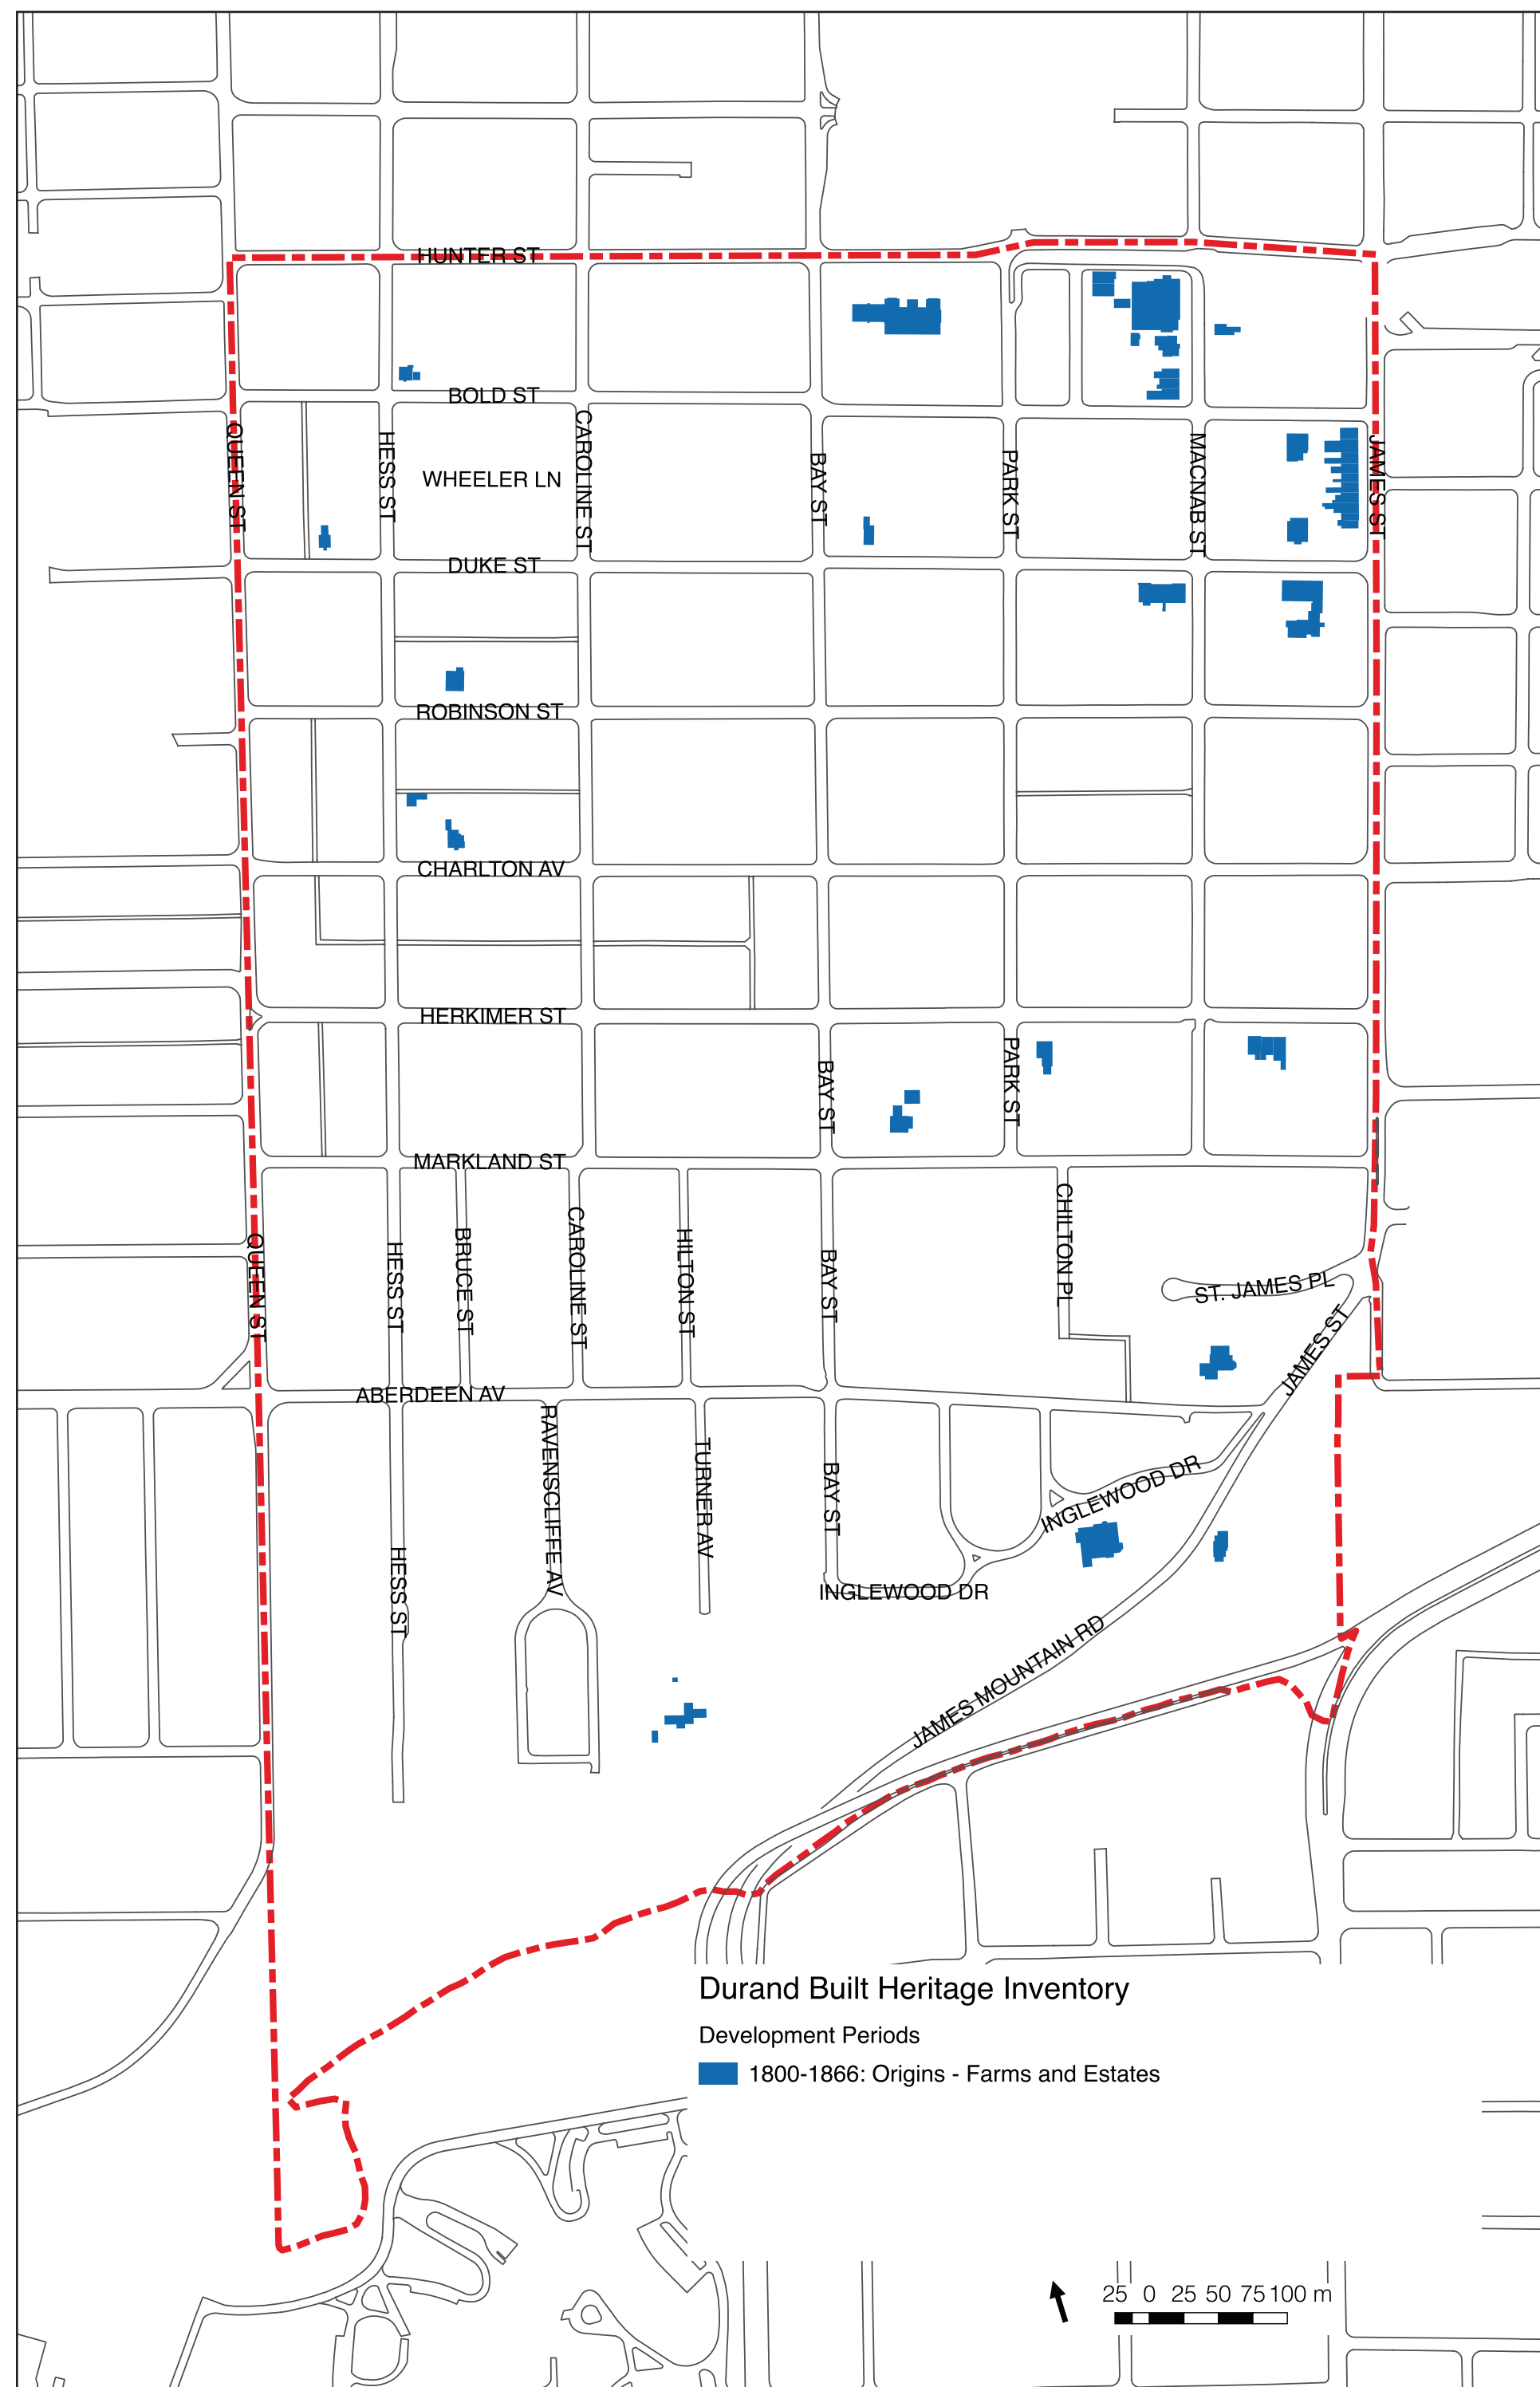 HUNTER ST
BOLD ST
QUEEN ST
HESS ST
WHEELER LN
CAROLINE ST
BAY ST
PARK ST
MACNAB ST
JAMES ST
DUKE ST
ROBINSON ST
CHARLTON AV
HERKIMER ST
BAY ST
PARK ST
MARKLAND ST
QUEEN ST
HESS ST
BRUCE ST
CAROLINE ST
HILTON ST
BAY ST
CHILTON PL
ST. JAMES PL
JAMES ST
ABERDEEN AV
HESS ST
RAVENSCLIFFE AV
TURNER AV
BAY ST
INGLEWOOD DR
INGLEWOOD DR
JAMES MOUNTAIN RD
Durand Built Heritage Inventory
Development Periods
1800-1866: Origins - Farms and Estates
25 0 25 50 75 100 m